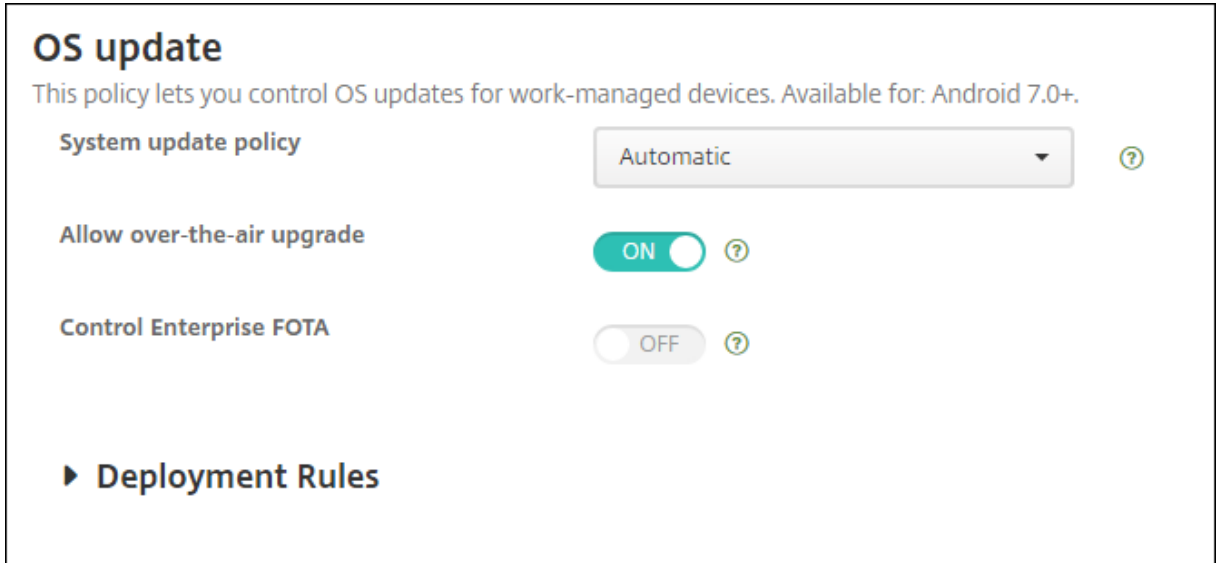 OS update
This policy lets you control OS updates for work-managed devices. Available for: Android 7.0+.
System update policy
Automatic
?
Allow over-the-air upgrade
ON
?
Control Enterprise FOTA
OFF
?
Deployment Rules